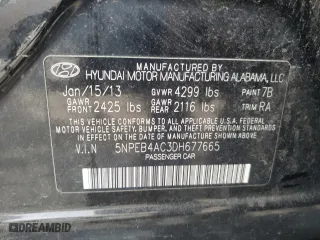 MANUFACTURED BY
HYUNDAI MOTOR MANUFACTURING ALABAMA, LLC
Jan/15/13 GVWR 4299 lbs PAINT 7B
GAWR FRONT 2425 lbs GAWR REAR 2116 lbs TRIM RA
THIS VEHICLE CONFORMS TO ALL APPLICABLE
FEDERAL MOTOR VEHICLE SAFETY, BUMPER,
AND THEFT PREVENTION STANDARDS IN
EFFECT ON THE DATE OF MANUFACTURE
SHOWN ABOVE.
V.I.N 5NPEB4AC3DH677665
PASSENGER CAR